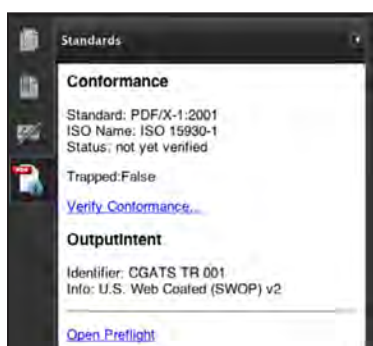 Standards
Conformance
Standard: PDF/X-1:2001
ISO Name: ISO 15930-1
Status: not yet verified
Trapped:False
Verify Conformance...
OutputIntent
Identifier: CGATS TR 001
Info: U.S. Web Coated (SWOP) v2
Open Preflight